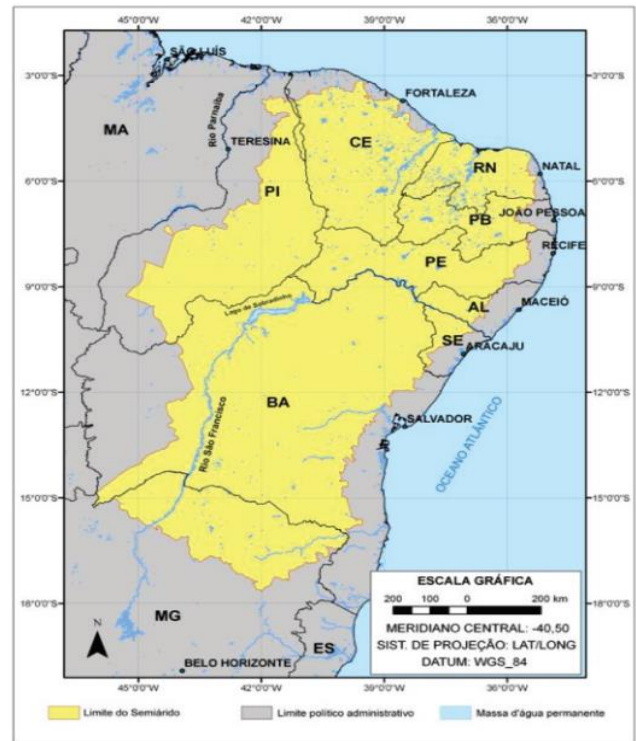 45°0'0"S
42°0'0"S
39°0'0"S
36°0'0"S
SÃO LUÍS
3°0'0"S
3°0'0"S
FORTALEZA
MA
Rio Parnaíba
TERESINA
CE
RN
NATAL
6°0'0"S
6°0'0"S
PI
PB
JOÃO PESSOA
RECIFE
PE
9°0'0"S
9°0'0"S
Lago de Sobradinho
AL
MACEIÓ
SE
ARACAJU
12°0'0"S
12°0'0"S
BA
SALVADOR
Rio São Francisco
OCEANO ATLÂNTICO
15°0'0"S
15°0'0"S
ESCALA GRÁFICA
200 100 0 200 km
MERIDIANO CENTRAL: -40,50
SIST. DE PROJEÇÃO: LAT/LONG
DATUM: WGS_84
18°0'0"S
18°0'0"S
N
MG
ES
BELO HORIZONTE
45°0'0"S
42°0'0"S
39°0'0"S
36°0'0"S
Limite do Semiárido
Limite político administrativo
Massa d'água permanente